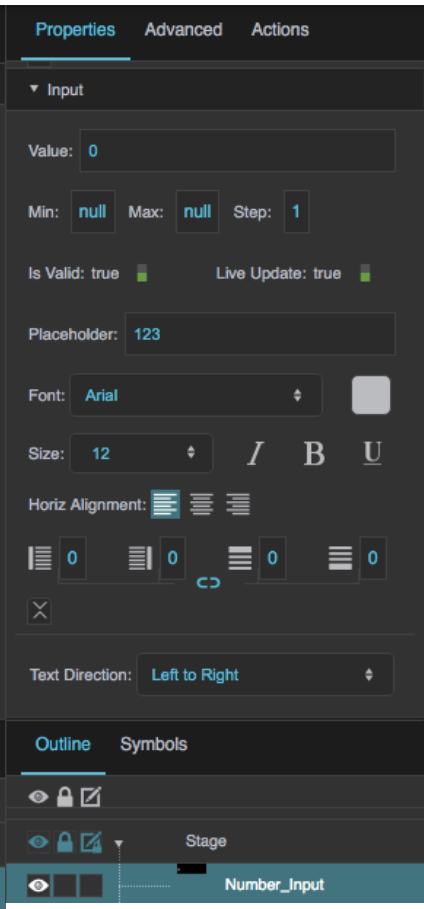 Properties Advanced Actions
Input
Value: 0
Min: null Max: null Step: 1
Is Valid: true Live Update: true
Placeholder: 123
Font: Arial
Size: 12 I B U
Horiz Alignment:
0 0 0 0
Text Direction: Left to Right
Outline Symbols
Stage
Number_Input